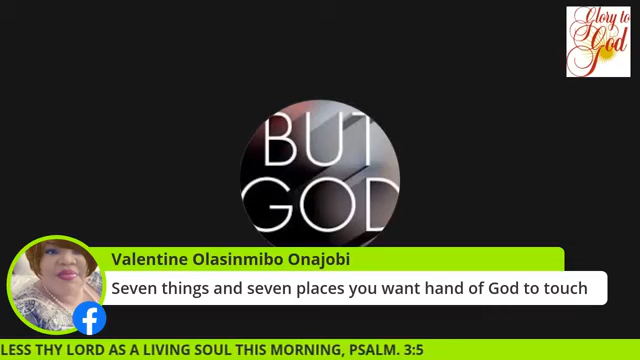 Glory to
God
BUT
GOD
Valentine Olasinmibo Onajobi
Seven things and seven places you want hand of God to touch
LESS THY LORD AS A LIVING SOUL THIS MORNING, PSALM. 3:5